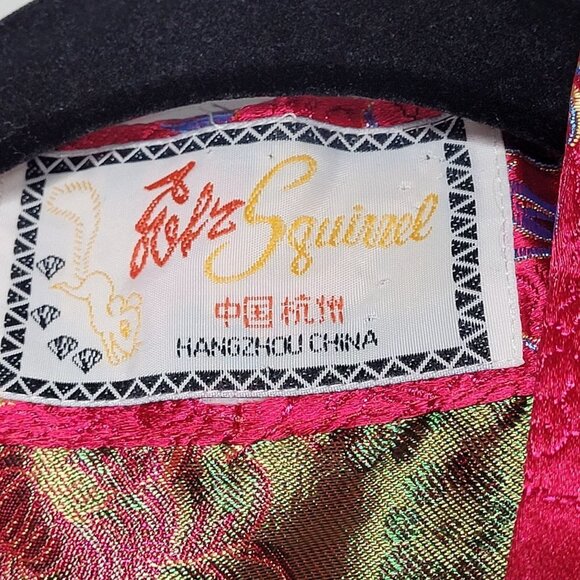 Squirrel
中国 杭州
HANGZHOU CHINA